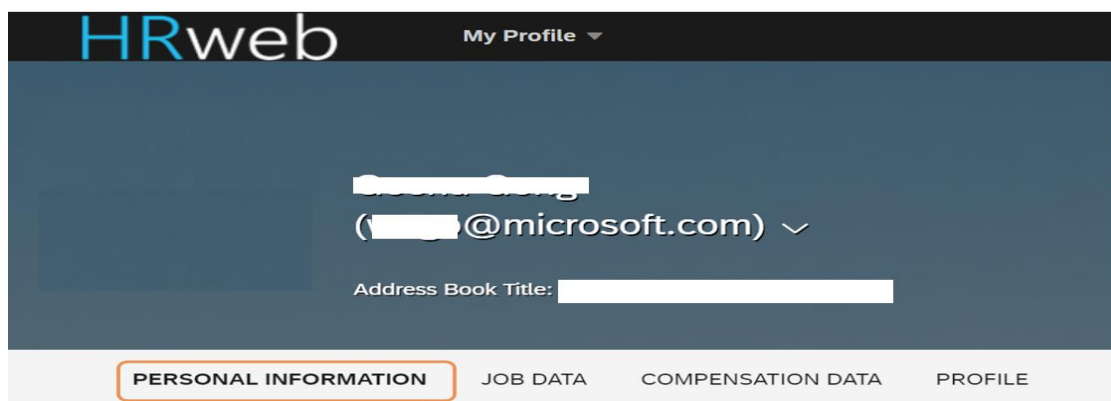 HRweb
My Profile
@microsoft.com)
Address Book Title:
PERSONAL INFORMATION JOB DATA COMPENSATION DATA PROFILE